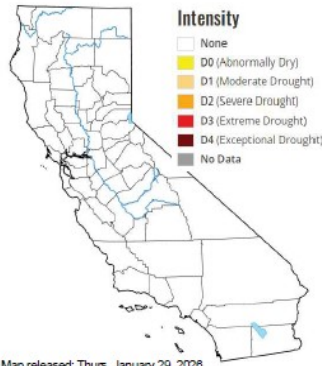 Intensity
None
D0 (Abnormally Dry)
D1 (Moderate Drought)
D2 (Severe Drought)
D3 (Extreme Drought)
D4 (Exceptional Drought)
No Data
Map released: Thurs. January 29, 2026